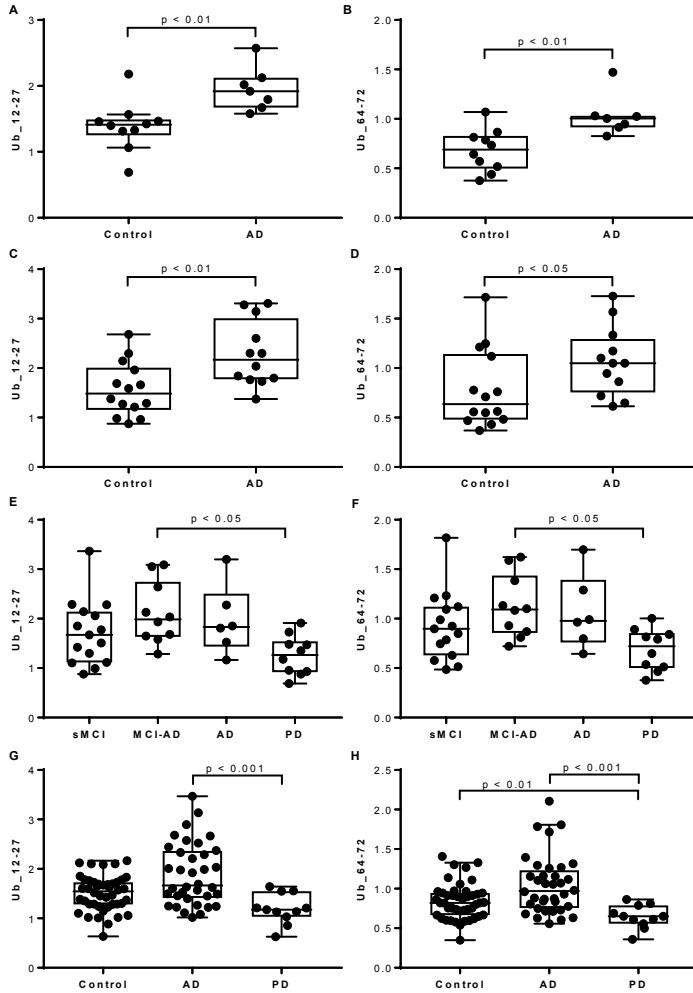 A
p < 0.01
Ub_12-27
3
2
1
0
Control AD
B
p < 0.01
Ub_64-72
2.0
1.5
1.0
0.5
0.0
Control AD
C
p < 0.01
Ub_12-27
4
3
2
1
0
Control AD
D
p < 0.05
Ub_64-72
2.0
1.5
1.0
0.5
0.0
Control AD
E
p < 0.05
Ub_12-27
4
3
2
1
0
sMCI MCI-AD AD PD
F
p < 0.05
Ub_64-72
2.0
1.5
1.0
0.5
0.0
sMCI MCI-AD AD PD
G
p < 0.001
Ub_12-27
4
3
2
1
0
Control AD PD
H
p < 0.001
p < 0.01
Ub_64-72
2.5
2.0
1.5
1.0
0.5
0.0
Control AD PD